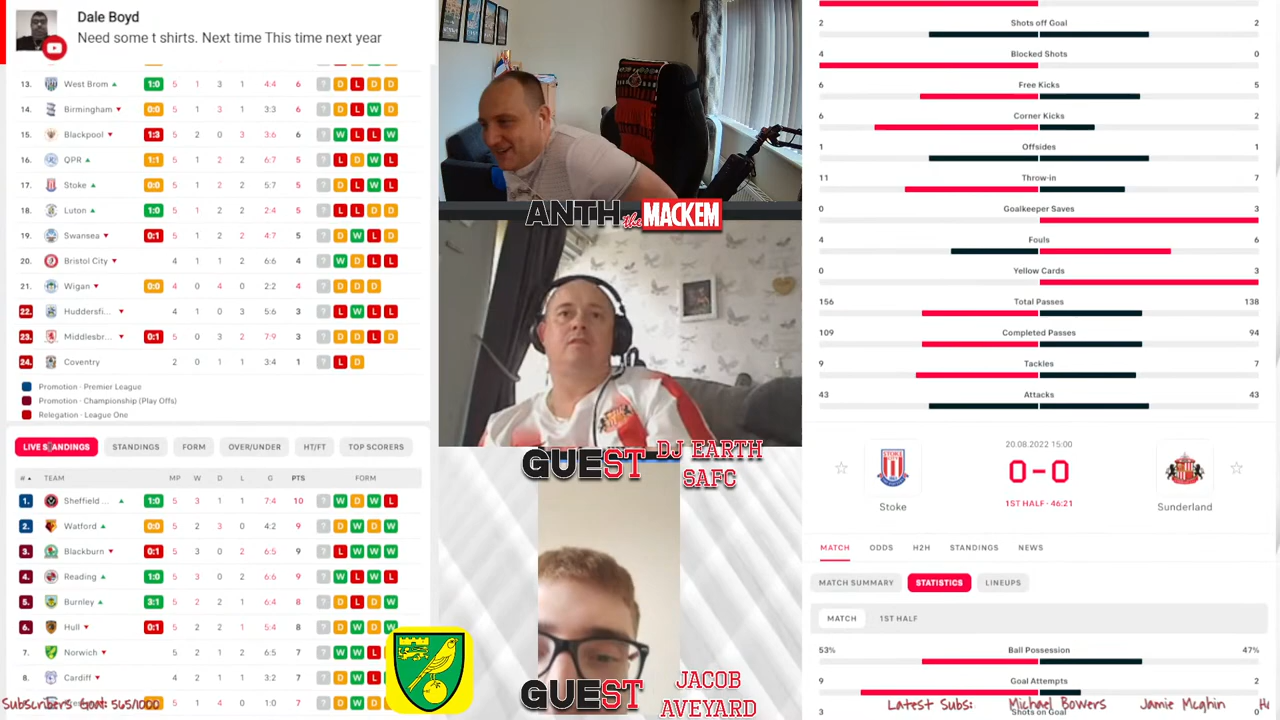 Dale Boyd
Need some t shirts. Next time This time next year
13. West Brom 1:0 5 1 3 1 4:4 6 ? D L D D
14. Birmingham 0:0 5 1 3 1 3:3 6 ? D L W D
15. Blackpool 1:3 5 2 0 3 3:6 6 ? W L L W
16. QPR 1:1 5 1 2 2 6:7 5 ? L D W L
17. Stoke 0:0 5 1 2 2 5:7 5 ? D L W L
18. Luton 1:0 5 1 2 2 2:4 5 ? L L D D
19. Swansea 0:1 5 1 2 2 4:7 5 ? D W L D
20. Bristol City 4 1 1 2 6:6 4 ? W D L L
21. Wigan 0:0 4 0 4 0 2:2 4 ? D D D
22. Huddersfi... 4 1 0 3 5:6 3 ? L W L L
23. Middlesbr... 0:1 5 0 3 2 7:9 3 ? D D L D
24. Coventry 2 0 1 1 3:4 1 ? L D
Promotion - Premier League
Promotion - Championship (Play Offs)
Relegation - League One
LIVE STANDINGS STANDINGS FORM OVER/UNDER HT/FT TOP SCORERS
# TEAM MP W D L G PTS FORM
1. Sheffield ... 1:0 5 3 1 1 7:4 10 ? W D W L
2. Watford 0:0 5 2 3 0 4:2 9 ? D W D W
3. Blackburn 0:1 5 3 0 2 6:5 9 ? L W W W
4. Reading 1:0 5 3 0 2 6:6 9 ? W L W L
5. Burnley 3:1 5 2 2 1 6:4 8 ? D L D W
6. Hull 0:1 5 2 2 1 5:4 8 ? D W D W
7. Norwich 5 2 1 2 6:5 7 ? W W L
8. Cardiff 4 2 1 1 3:2 7 ? D W L
5 1 4 0 1:0 7
Subscribers Goal: 565/1000
ANTH the MACKEM
GUEST DJ EARTH
SAFC
GUEST JACOB
AVEYARD
2 Shots off Goal 2
4 Blocked Shots 0
6 Free Kicks 5
6 Corner Kicks 2
1 Offsides 1
11 Throw-in 7
0 Goalkeeper Saves 3
4 Fouls 6
0 Yellow Cards 3
156 Total Passes 138
109 Completed Passes 94
9 Tackles 7
43 Attacks 43
20.08.2022 15:00
0-0
1ST HALF - 46:21
Stoke Sunderland
MATCH ODDS H2H STANDINGS NEWS
MATCH SUMMARY STATISTICS LINEUPS
MATCH 1ST HALF
53% Ball Possession 47%
9 Goal Attempts 2
3 Shots on Goal 0
Latest Subs: Michael Bowers Jamie Mcghin